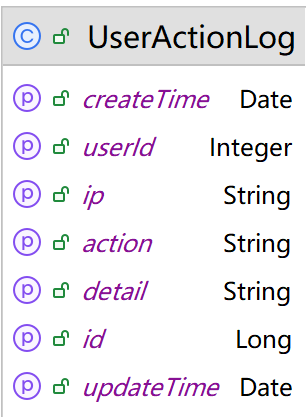 C UserActionLog
p createTime Date
p userId Integer
p ip String
p action String
p detail String
p id Long
p updateTime Date